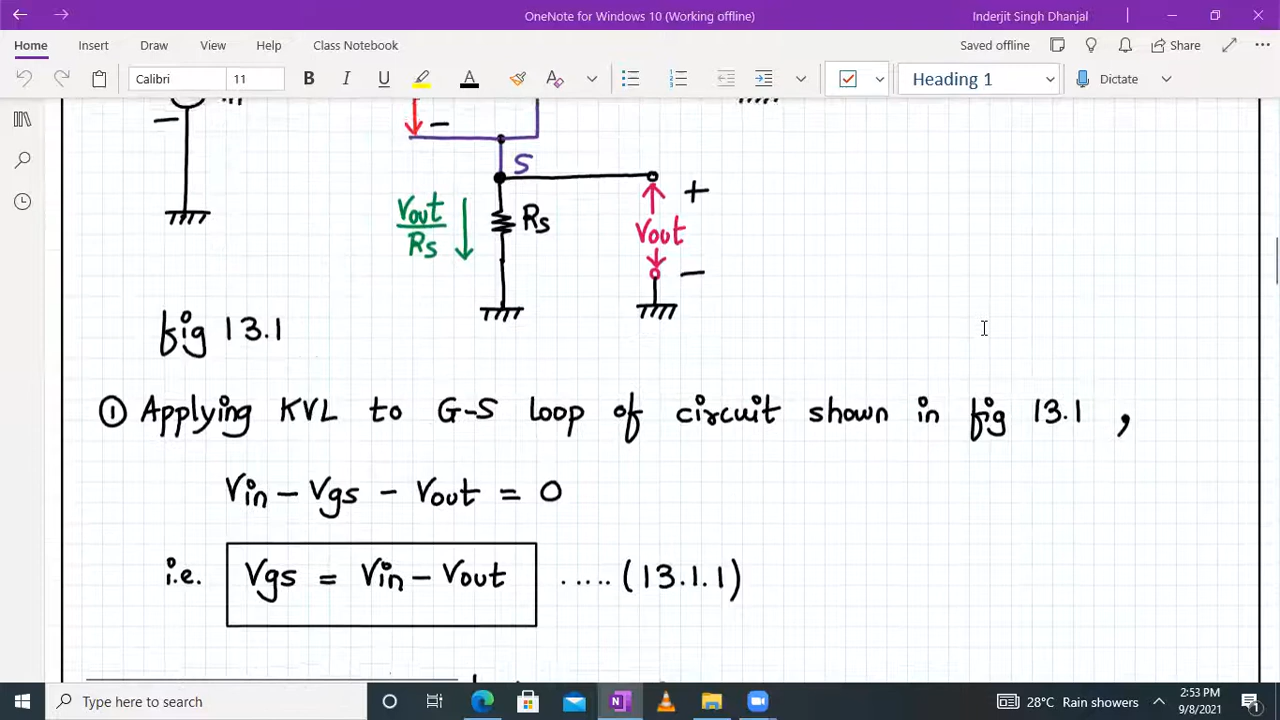 OneNote for Windows 10 (Working offline)
Inderjit Singh Dhanjal
Home Insert Draw View Help Class Notebook
Saved offline Share
Calibri 11 B I U A Heading 1 Dictate
in
S
Vout/Rs
Rs
+
Vout
−
fig 13.1
① Applying KVL to G-S loop of circuit shown in fig 13.1 ,
Vin − Vgs − Vout = 0
i.e. Vgs = Vin − Vout ..... (13.1.1)
Type here to search
28°C Rain showers
2:53 PM
9/8/2021